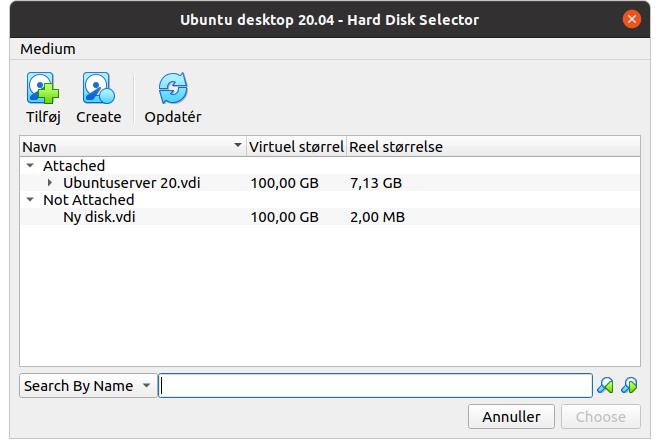 Ubuntu desktop 20.04 - Hard Disk Selector
Medium
Tilføj Create Opdatér
Navn Virtuel størrel Reel størrelse
Attached
Ubuntuserver 20.vdi 100,00 GB 7,13 GB
Not Attached
Ny disk.vdi 100,00 GB 2,00 MB
Search By Name
Annuller Choose